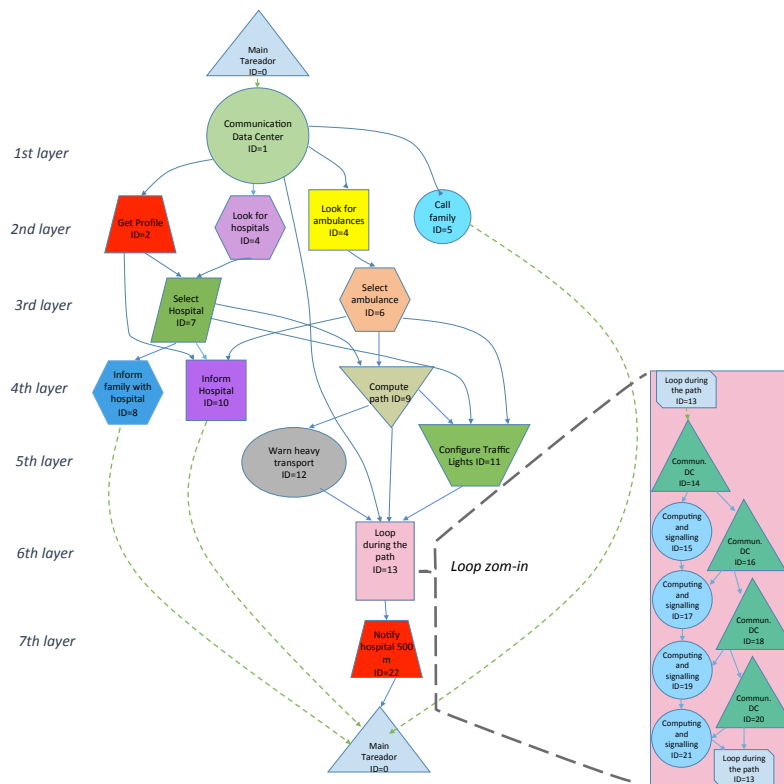 Main
Tareador
ID=0
Communication
Data Center
ID=1
1st layer
2nd layer
Get Profile
ID=2
Look for
hospitals
ID=4
Look for
ambulances
ID=4
Call
family
ID=5
3rd layer
Select
Hospital
ID=7
Select
ambulance
ID=6
4th layer
Inform
family with
hospital
ID=8
Inform
Hospital
ID=10
Compute
path ID=9
5th layer
Warn heavy
transport
ID=12
Configure Traffic
Lights ID=11
6th layer
Loop
during the
path
ID=13
Loop zom-in
7th layer
Notify
hospital 500
m
ID=22
Main
Tareador
ID=0
Loop during
the path
ID=13
Commun.
DC
ID=14
Computing
and
signalling
ID=15
Commun.
DC
ID=16
Computing
and
signalling
ID=17
Commun.
DC
ID=18
Computing
and
signalling
ID=19
Commun.
DC
ID=20
Computing
and
signalling
ID=21
Loop during
the path
ID=13